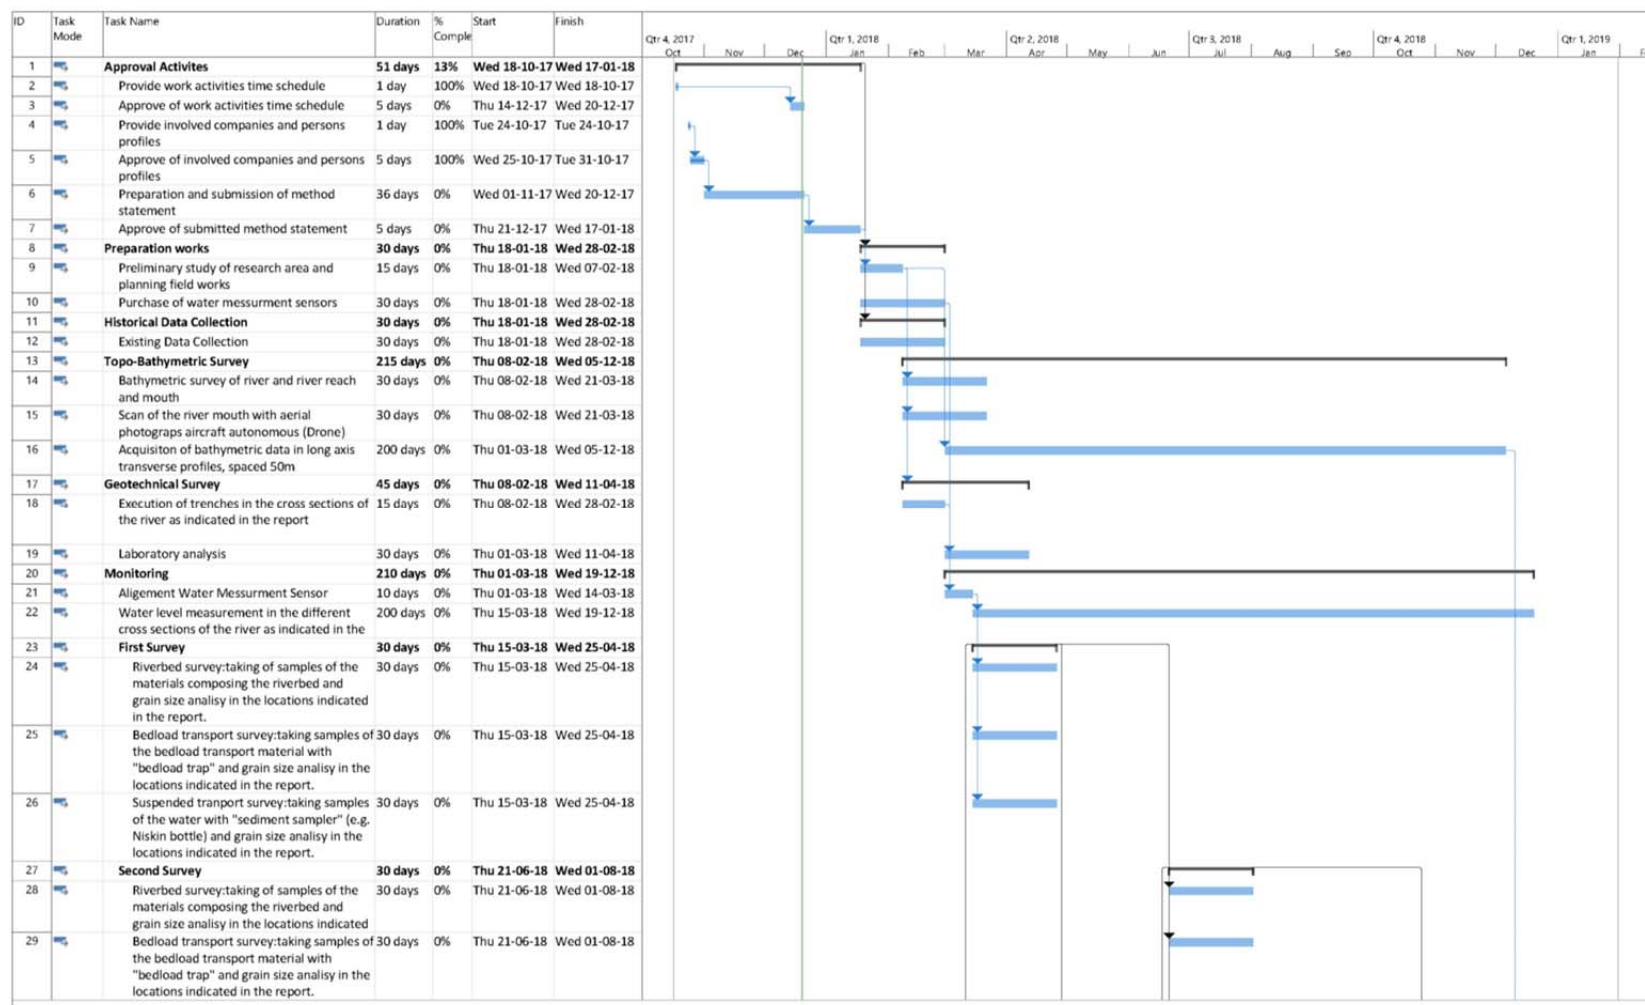 ID Task Task Name Duration % Start Finish
Mode Comple
Qtr 4, 2017 Qtr 1, 2018 Qtr 2, 2018 Qtr 3, 2018 Qtr 4, 2018 Qtr 1, 2019
Oct Nov Dec Jan Feb Mar Apr May Jun Jul Aug Sep Oct Nov Dec Jan F
1 Approval Activites 51 days 13% Wed 18-10-17 Wed 17-01-18
2 Provide work activities time schedule 1 day 100% Wed 18-10-17 Wed 18-10-17
3 Approve of work activities time schedule 5 days 0% Thu 14-12-17 Wed 20-12-17
4 Provide involved companies and persons 1 day 100% Tue 24-10-17 Tue 24-10-17
profiles
5 Approve of involved companies and persons 5 days 100% Wed 25-10-17 Tue 31-10-17
profiles
6 Preparation and submission of method 36 days 0% Wed 01-11-17 Wed 20-12-17
statement
7 Approve of submitted method statement 5 days 0% Thu 21-12-17 Wed 17-01-18
8 Preparation works 30 days 0% Thu 18-01-18 Wed 28-02-18
9 Preliminary study of research area and 15 days 0% Thu 18-01-18 Wed 07-02-18
planning field works
10 Purchase of water messurment sensors 30 days 0% Thu 18-01-18 Wed 28-02-18
11 Historical Data Collection 30 days 0% Thu 18-01-18 Wed 28-02-18
12 Existing Data Collection 30 days 0% Thu 18-01-18 Wed 28-02-18
13 Topo-Bathymetric Survey 215 days 0% Thu 08-02-18 Wed 05-12-18
14 Bathymetric survey of river and river reach 30 days 0% Thu 08-02-18 Wed 21-03-18
and mouth
15 Scan of the river mouth with aerial 30 days 0% Thu 08-02-18 Wed 21-03-18
photograps aircraft autonomous (Drone)
16 Acquisiton of bathymetric data in long axis 200 days 0% Thu 01-03-18 Wed 05-12-18
transverse profiles, spaced 50m
17 Geotechnical Survey 45 days 0% Thu 08-02-18 Wed 11-04-18
18 Execution of trenches in the cross sections of 15 days 0% Thu 08-02-18 Wed 28-02-18
the river as indicated in the report
19 Laboratory analysis 30 days 0% Thu 01-03-18 Wed 11-04-18
20 Monitoring 210 days 0% Thu 01-03-18 Wed 19-12-18
21 Aligement Water Messurment Sensor 10 days 0% Thu 01-03-18 Wed 14-03-18
22 Water level measurement in the different 200 days 0% Thu 15-03-18 Wed 19-12-18
cross sections of the river as indicated in the
23 First Survey 30 days 0% Thu 15-03-18 Wed 25-04-18
24 Riverbed survey:taking of samples of the 30 days 0% Thu 15-03-18 Wed 25-04-18
materials composing the riverbed and
grain size analisy in the locations indicated
in the report.
25 Bedload transport survey:taking samples of 30 days 0% Thu 15-03-18 Wed 25-04-18
the bedload transport material with
"bedload trap" and grain size analisy in the
locations indicated in the report.
26 Suspended tranport survey:taking samples 30 days 0% Thu 15-03-18 Wed 25-04-18
of the water with "sediment sampler" (e.g.
Niskin bottle) and grain size analisy in the
locations indicated in the report.
27 Second Survey 30 days 0% Thu 21-06-18 Wed 01-08-18
28 Riverbed survey:taking of samples of the 30 days 0% Thu 21-06-18 Wed 01-08-18
materials composing the riverbed and
grain size analisy in the locations indicated
29 Bedload transport survey:taking samples of 30 days 0% Thu 21-06-18 Wed 01-08-18
the bedload transport material with
"bedload trap" and grain size analisy in the
locations indicated in the report.